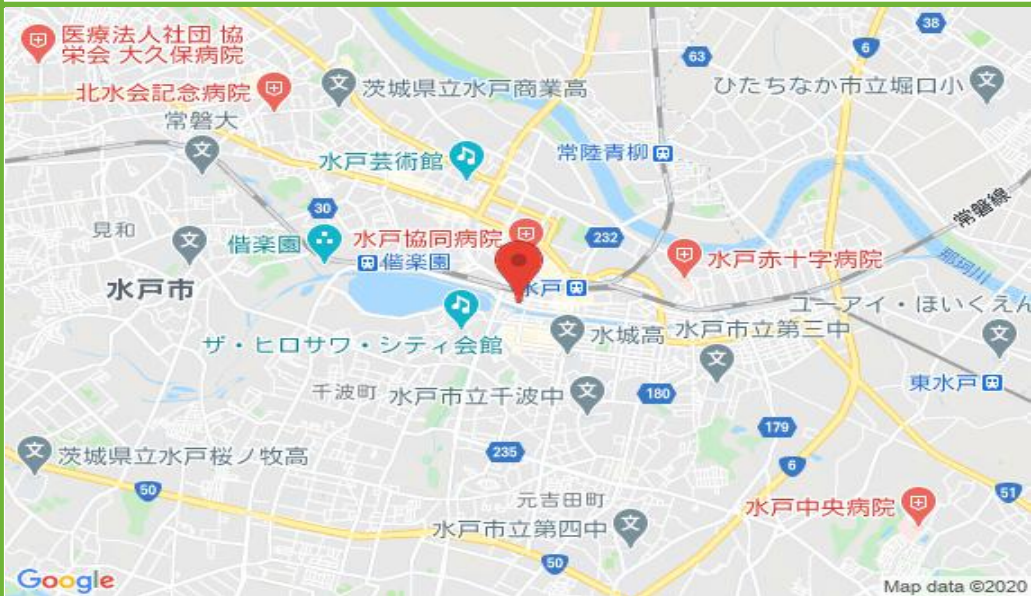 38
医療法人社団 協
栄会 大久保病院
6
63
北水会記念病院
茨城県立水戸商業高
ひたちなか市立堀口小
常磐大
水戸芸術館
常陸青柳
常磐線
30
見和
偕楽園
水戸協同病院
232
偕楽園
水戸赤十字病院
那珂川
水戸市
水戸
ユーアイ・ほいくえん
ザ・ヒロサワ・シティ会館
水城高
水戸市立第三中
千波町
水戸市立千波中
180
東水戸
179
235
茨城県立水戸桜ノ牧高
6
50
51
元吉田町
水戸中央病院
水戸市立第四中
50
Google
Map data ©2020